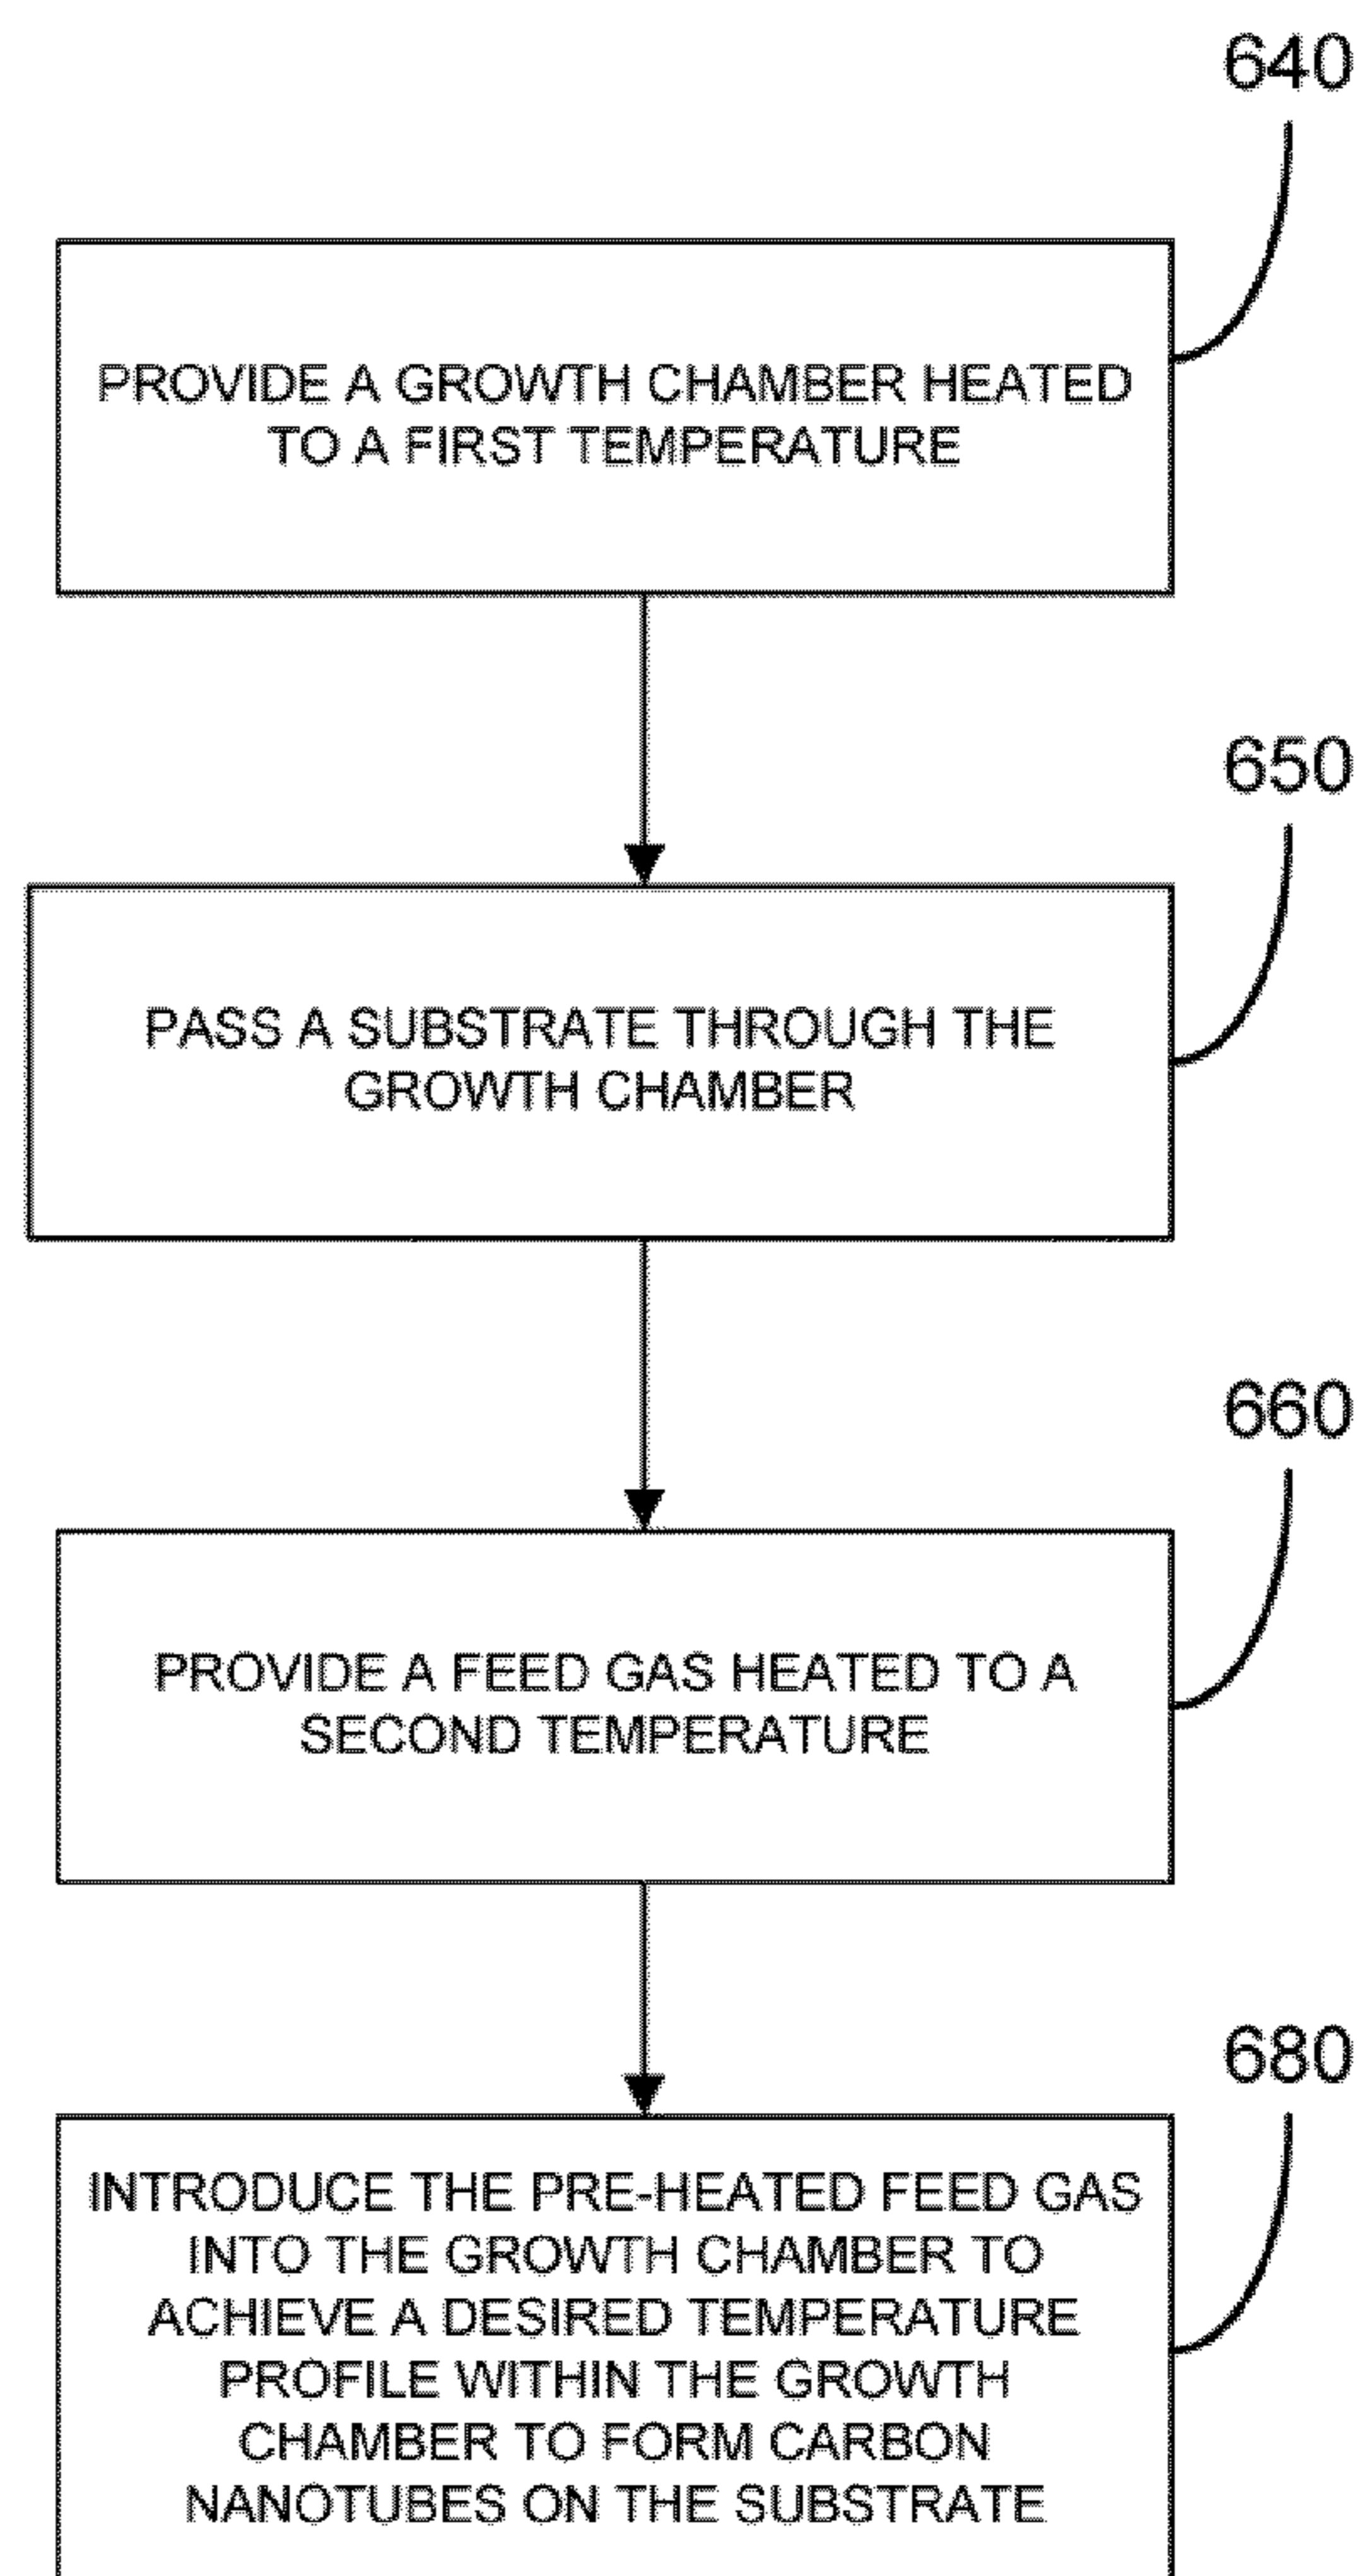 640
PROVIDE A GROWTH CHAMBER HEATED
TO A FIRST TEMPERATURE
650
PASS A SUBSTRATE THROUGH THE
GROWTH CHAMBER
660
PROVIDE A FEED GAS HEATED TO A
SECOND TEMPERATURE
680
INTRODUCE THE PRE-HEATED FEED GAS
INTO THE GROWTH CHAMBER TO
ACHIEVE A DESIRED TEMPERATURE
PROFILE WITHIN THE GROWTH
CHAMBER TO FORM CARBON
NANOTUBES ON THE SUBSTRATE